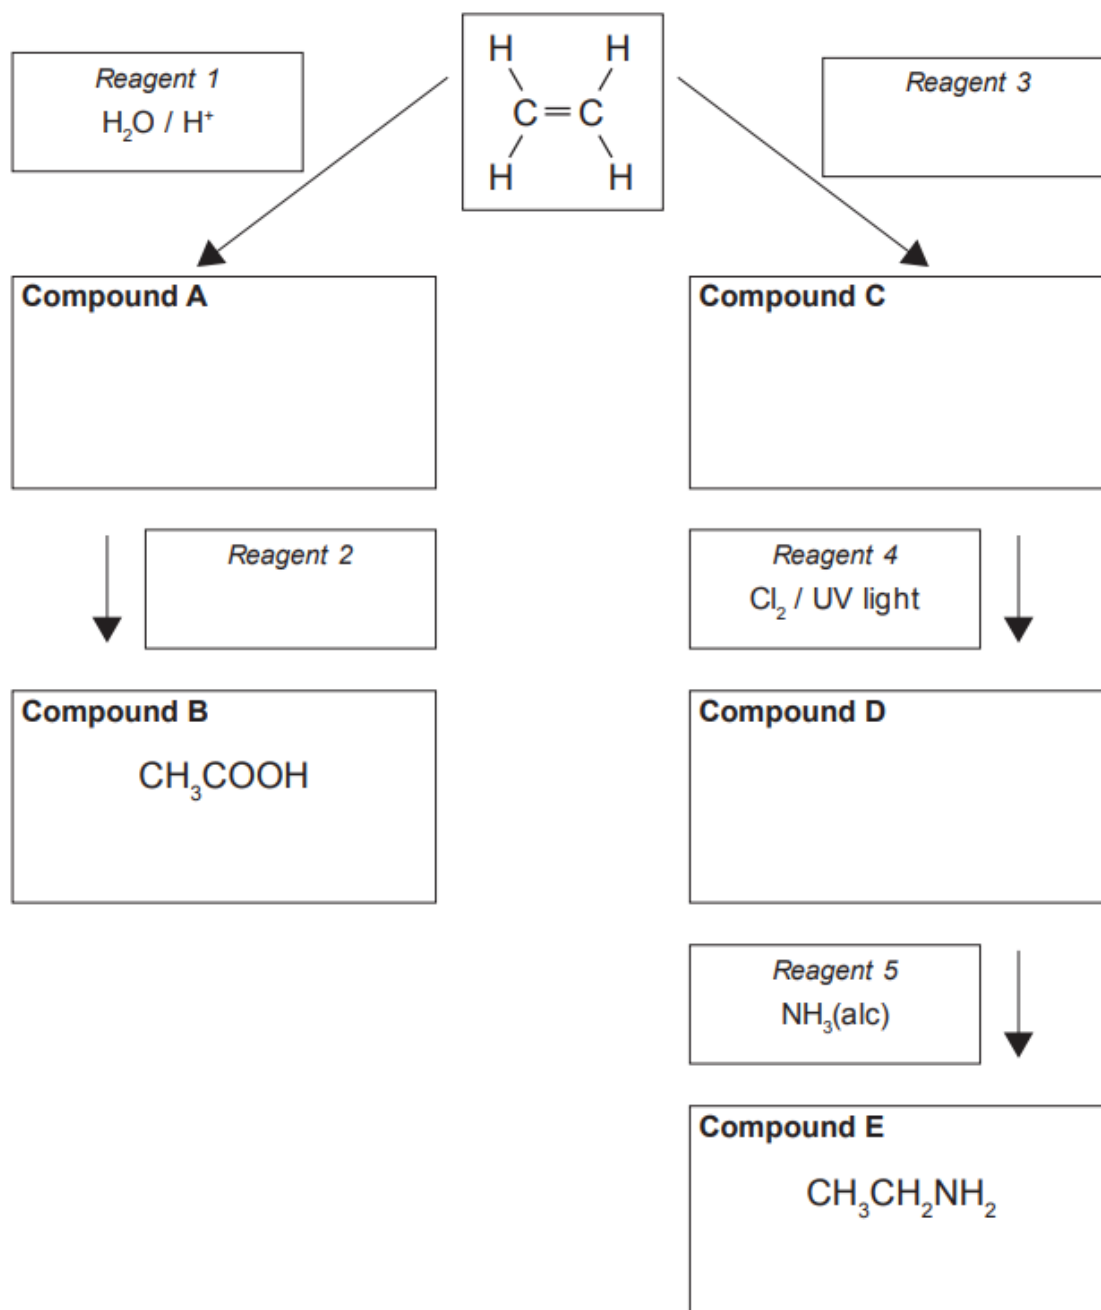 Reagent 1
H₂O / H⁺
H H
C=C
H H
Reagent 3
Compound A
Compound C
Reagent 2
Reagent 4
Cl₂ / UV light
Compound B
CH₃COOH
Compound D
Reagent 5
NH₃(alc)
Compound E
CH₃CH₂NH₂